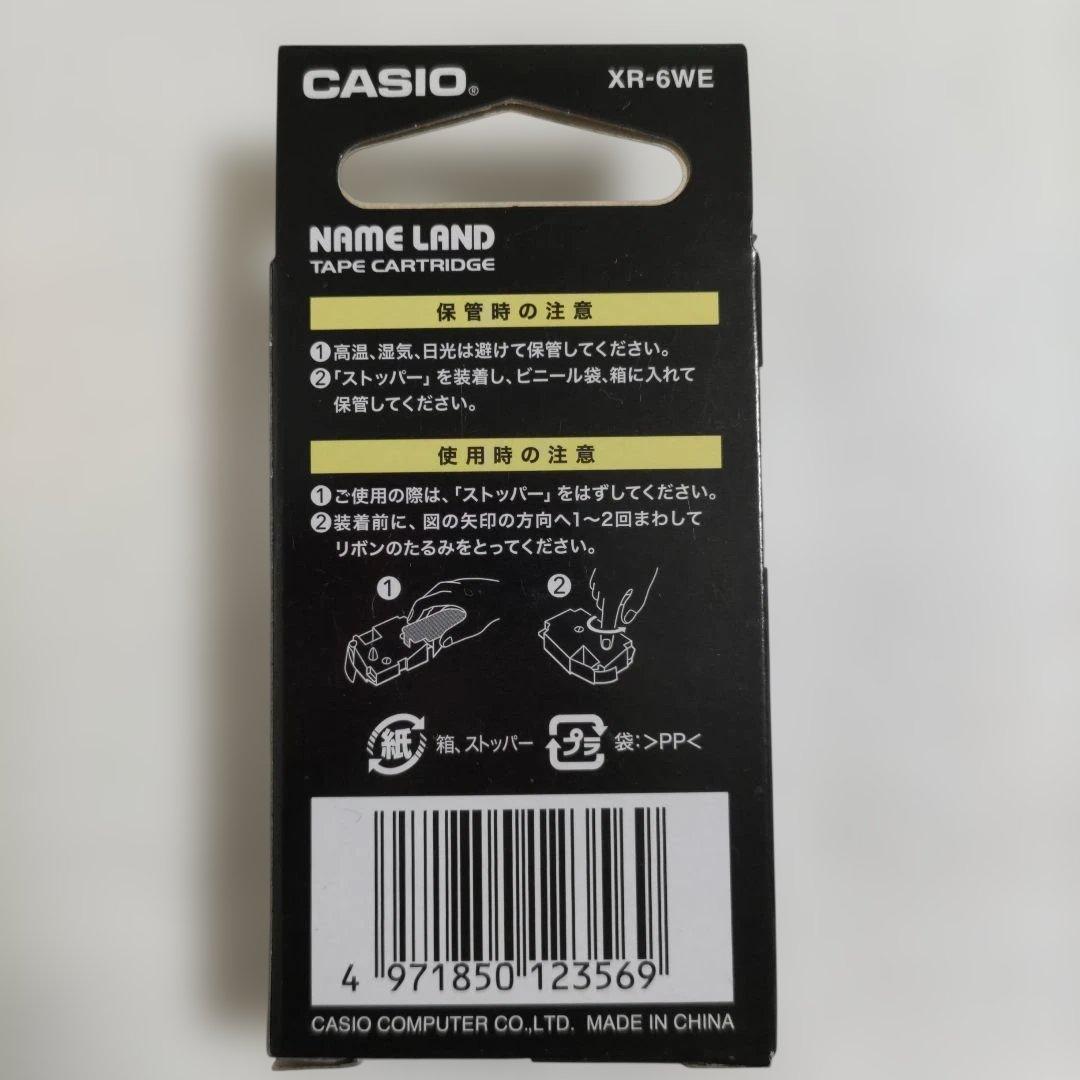 CASIO®
XR-6WE
NAME LAND
TAPE CARTRIDGE
保管時の注意
❶高温、湿気、日光は避けて保管してください。
❷「ストッパー」を装着し、ビニール袋、箱に入れて
保管してください。
使用時の注意
❶ご使用の際は、「ストッパー」をはずしてください。
❷装着前に、図の矢印の方向へ1〜2回まわして
リボンのたるみをとってください。
❶ ❷
紙 箱、ストッパー プラ 袋:>PP<
4 971850 123569
CASIO COMPUTER CO.,LTD. MADE IN CHINA